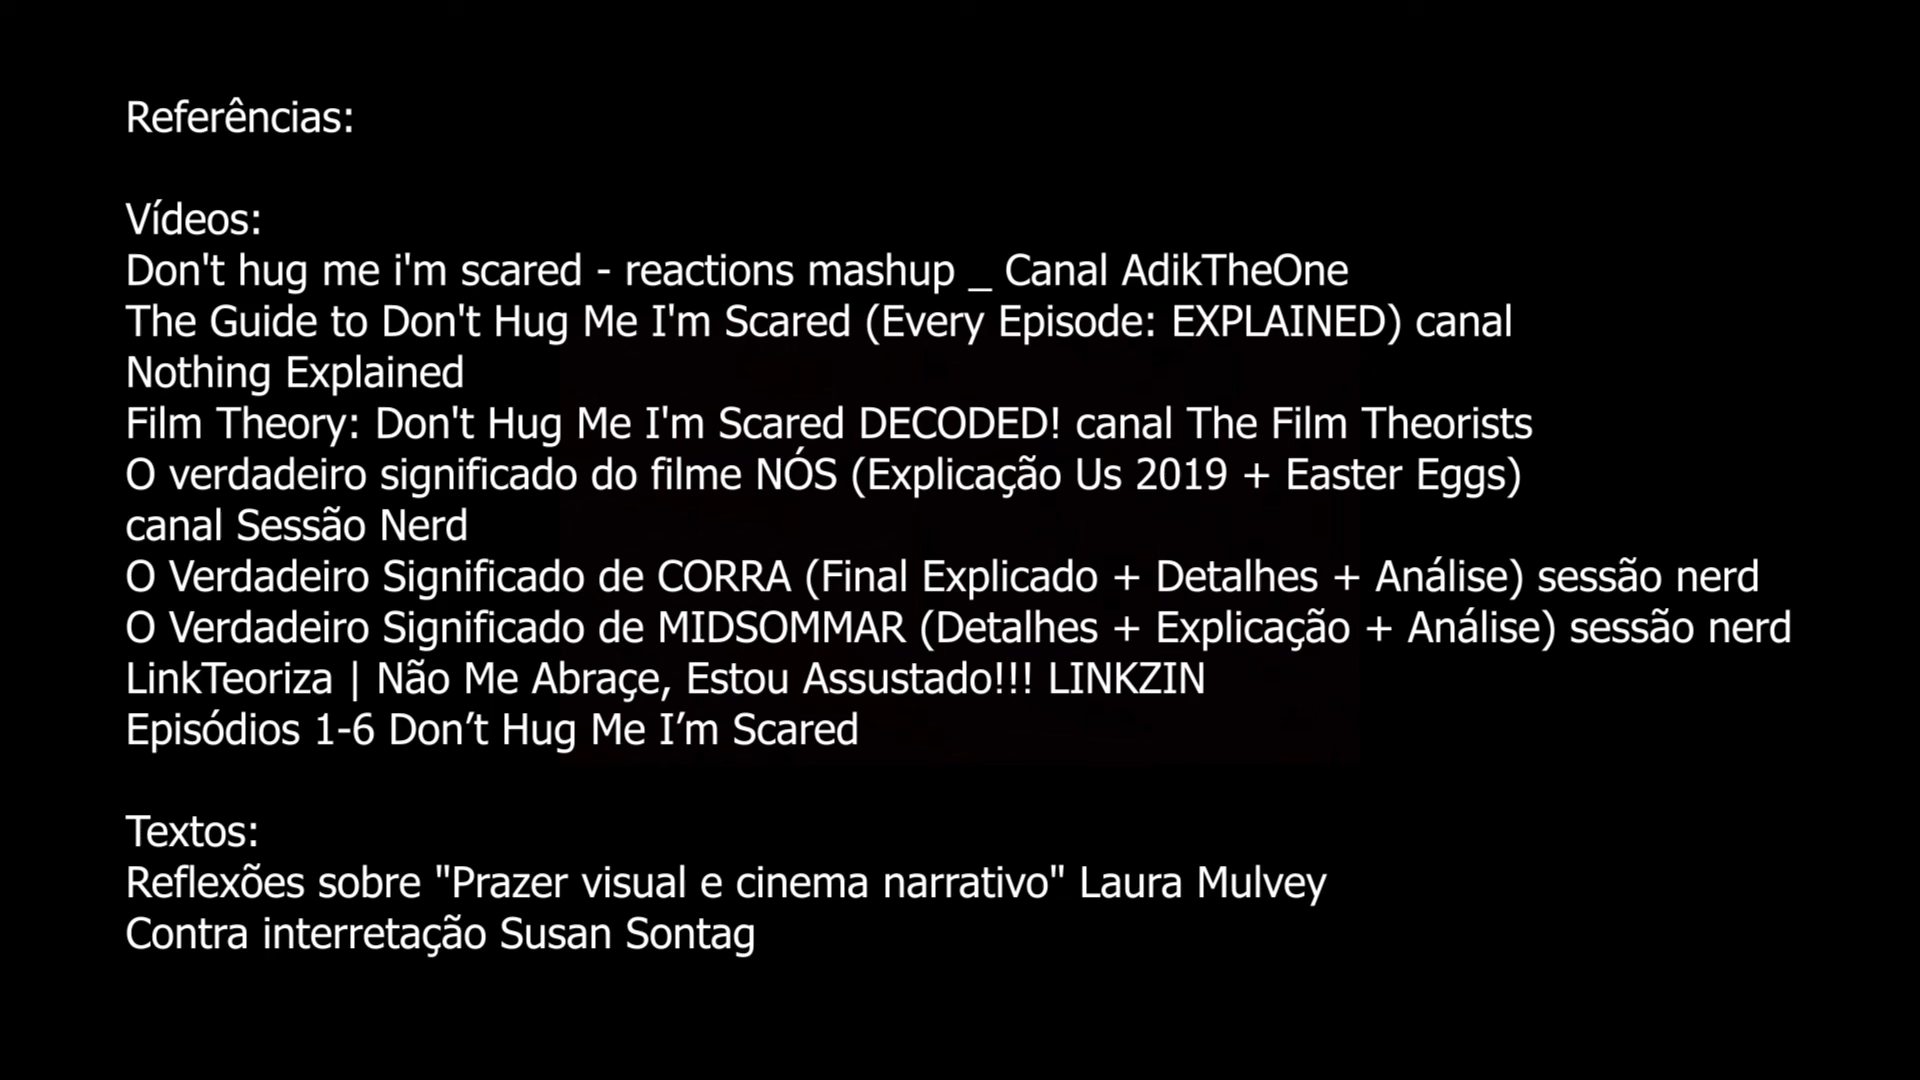 Referências:
Vídeos:
Don't hug me i'm scared - reactions mashup _ Canal AdikTheOne
The Guide to Don't Hug Me I'm Scared (Every Episode: EXPLAINED) canal
Nothing Explained
Film Theory: Don't Hug Me I'm Scared DECODED! canal The Film Theorists
O verdadeiro significado do filme NÓS (Explicação Us 2019 + Easter Eggs)
canal Sessão Nerd
O Verdadeiro Significado de CORRA (Final Explicado + Detalhes + Análise) sessão nerd
O Verdadeiro Significado de MIDSOMMAR (Detalhes + Explicação + Análise) sessão nerd
LinkTeoriza | Não Me Abraçe, Estou Assustado!!! LINKZIN
Episódios 1-6 Don’t Hug Me I’m Scared
Textos:
Reflexões sobre "Prazer visual e cinema narrativo" Laura Mulvey
Contra interretação Susan Sontag